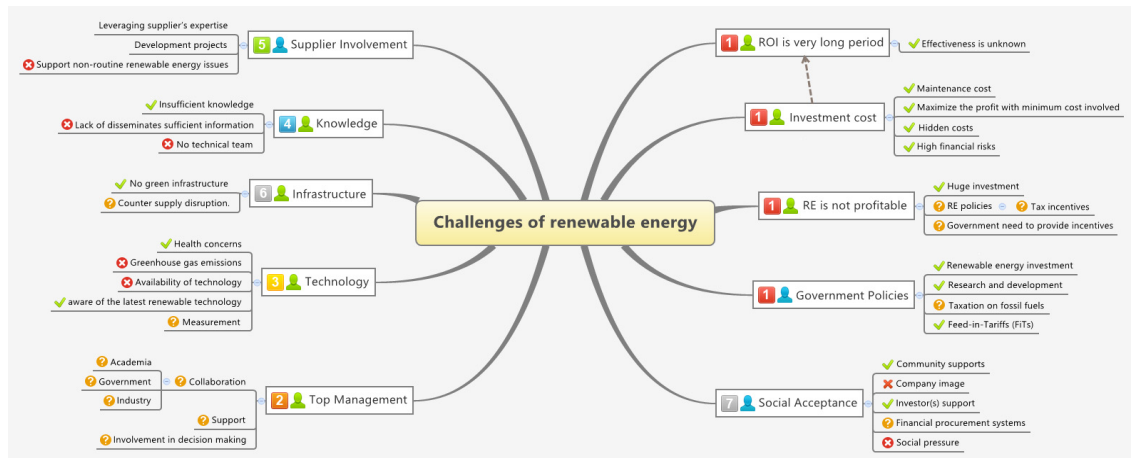 Challenges of renewable energy
Leveraging supplier's expertise
Development projects
Support non-routine renewable energy issues
5 Supplier Involvement
Insufficient knowledge
Lack of disseminates sufficient information
No technical team
4 Knowledge
No green infrastructure
? Counter supply disruption.
6 Infrastructure
Health concerns
Greenhouse gas emissions
Availability of technology
aware of the latest renewable technology
? Measurement
3 Technology
? Academia
? Government
? Industry
? Collaboration
? Support
? Involvement in decision making
2 Top Management
1 ROI is very long period
Effectiveness is unknown
1 Investment cost
Maintenance cost
Maximize the profit with minimum cost involved
Hidden costs
High financial risks
1 RE is not profitable
Huge investment
? RE policies
? Tax incentives
? Government need to provide incentives
1 Government Policies
Renewable energy investment
Research and development
? Taxation on fossil fuels
Feed-in-Tariffs (FiTs)
7 Social Acceptance
Community supports
Company image
Investor(s) support
? Financial procurement systems
Social pressure